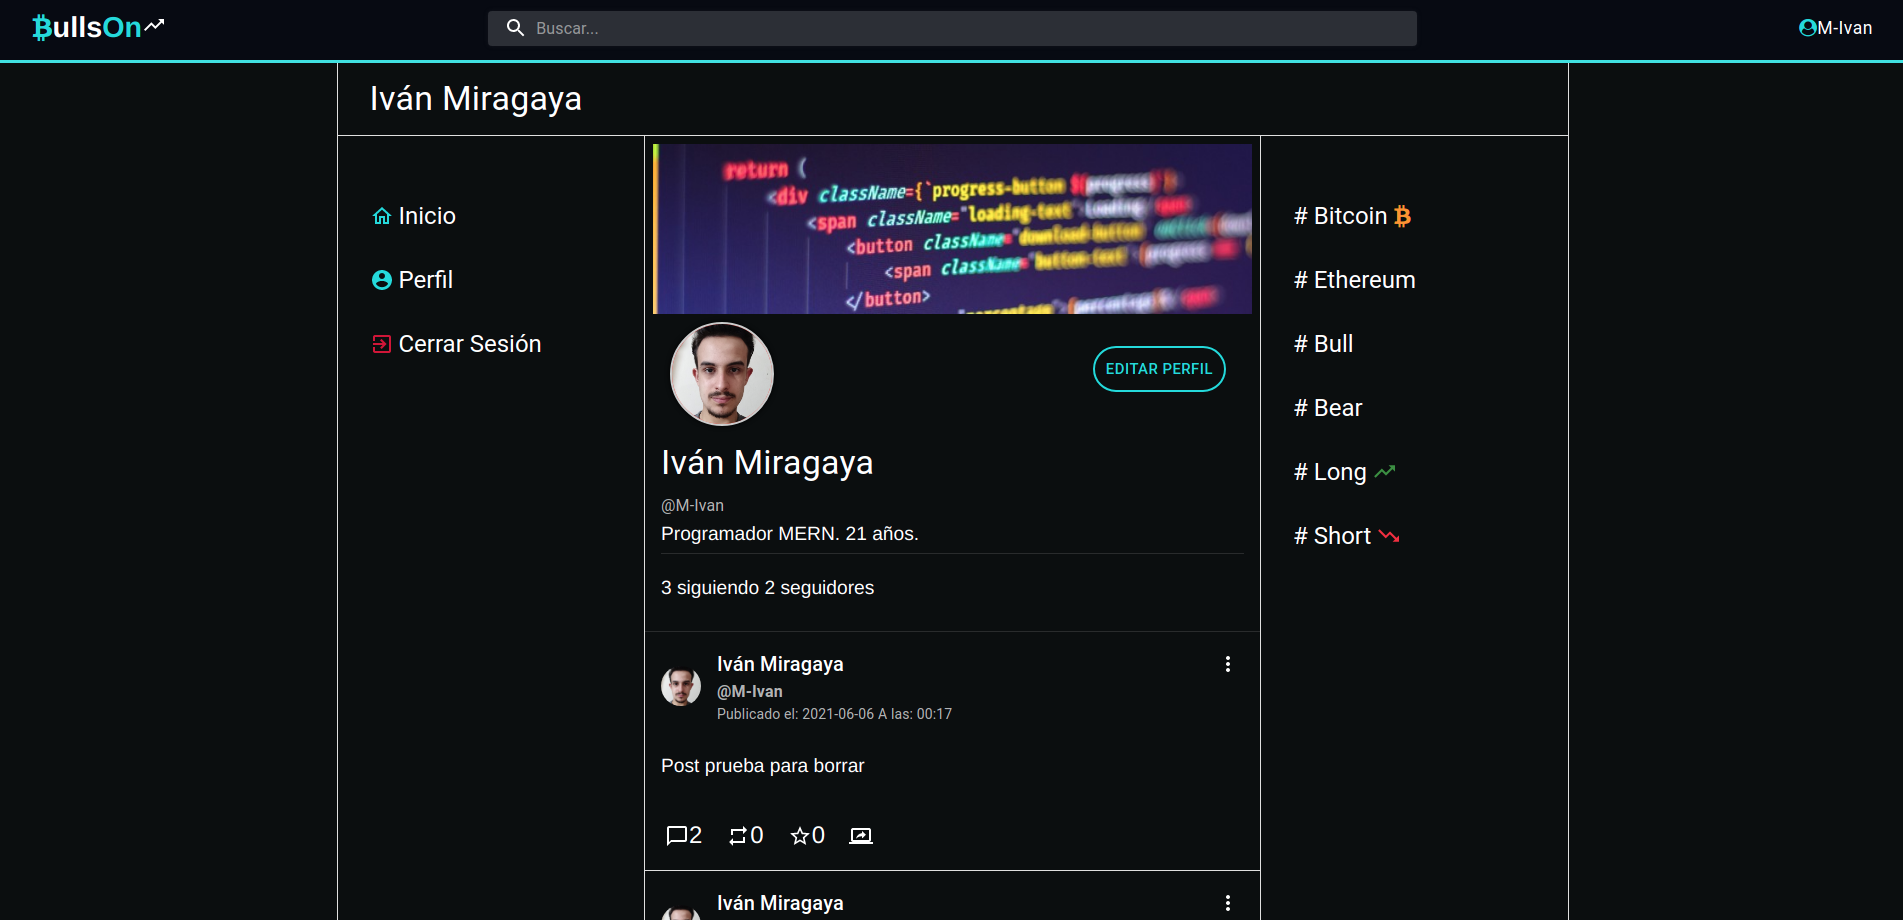 ₿ullsOn
Buscar...
M-Ivan
Iván Miragaya
Inicio
Perfil
Cerrar Sesión
return (
<div className={`progress-button ${progress}`}>
<span className="loading-text">Loading <span>
<button className="download-button"
<span className="button-text">{progress
</button>
Iván Miragaya
EDITAR PERFIL
@M-Ivan
Programador MERN. 21 años.
3 siguiendo 2 seguidores
Iván Miragaya
@M-Ivan
Publicado el: 2021-06-06 A las: 00:17
Post prueba para borrar
2 0 0
Iván Miragaya
# Bitcoin
# Ethereum
# Bull
# Bear
# Long
# Short